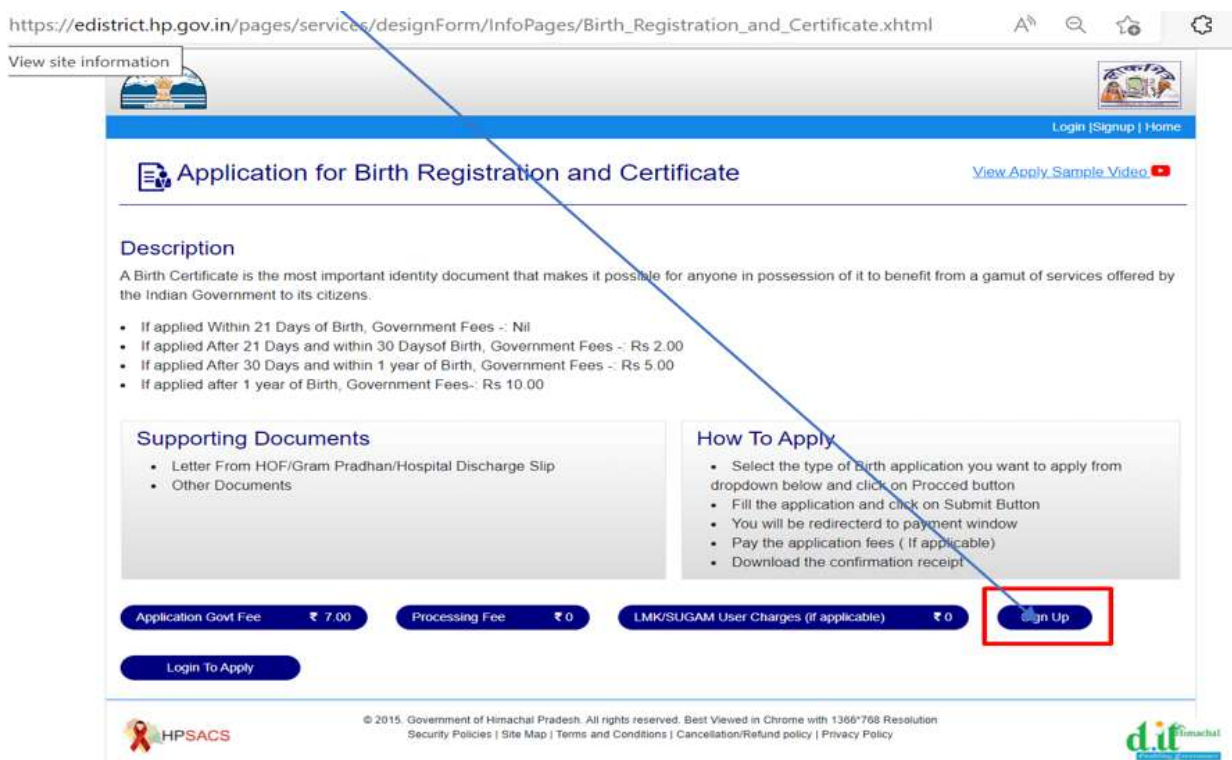 https://edistrict.hp.gov.in/pages/services/designForm/InfoPages/Birth_Registration_and_Certificate.xhtml
View site information
Login |Signup | Home
Application for Birth Registration and Certificate
View Apply Sample Video
Description
A Birth Certificate is the most important identity document that makes it possible for anyone in possession of it to benefit from a gamut of services offered by
the Indian Government to its citizens.
If applied Within 21 Days of Birth, Government Fees -: Nil
If applied After 21 Days and within 30 Daysof Birth, Government Fees -: Rs 2.00
If applied After 30 Days and within 1 year of Birth, Government Fees -: Rs 5.00
If applied after 1 year of Birth, Government Fees-: Rs 10.00
Supporting Documents
Letter From HOF/Gram Pradhan/Hospital Discharge Slip
Other Documents
How To Apply
Select the type of Birth application you want to apply from
dropdown below and click on Procced button
Fill the application and click on Submit Button
You will be redirecterd to payment window
Pay the application fees ( If applicable)
Download the confirmation receipt
Application Govt Fee ₹ 7.00
Processing Fee ₹ 0
LMK/SUGAM User Charges (if applicable) ₹ 0
Sign Up
Login To Apply
HPSACS
© 2015. Government of Himachal Pradesh. All rights reserved. Best Viewed in Chrome with 1366*768 Resolution
Security Policies | Site Map | Terms and Conditions | Cancellation/Refund policy | Privacy Policy
d.it Himachal